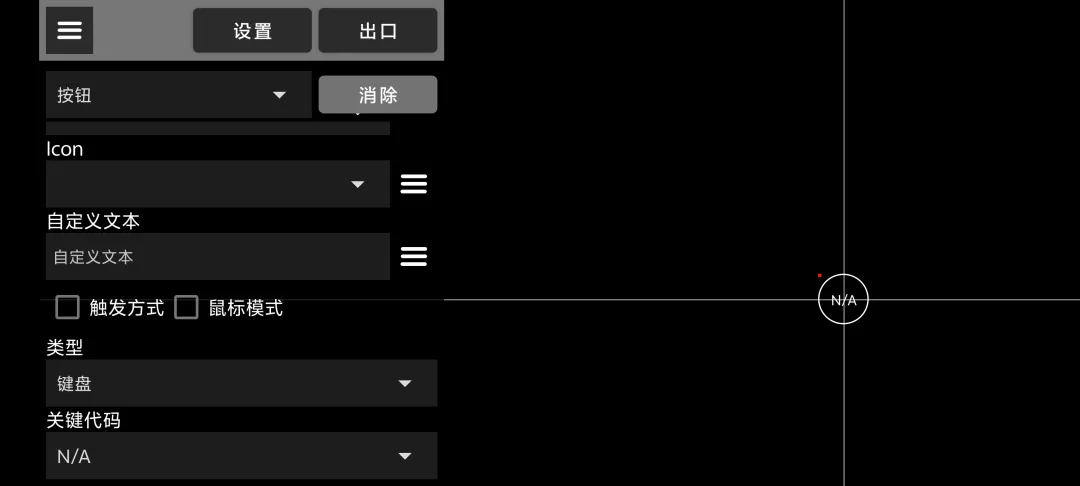 设置 出口
按钮 消除
Icon
自定义文本
自定义文本
触发方式 鼠标模式
N/A
类型
键盘
关键代码
N/A